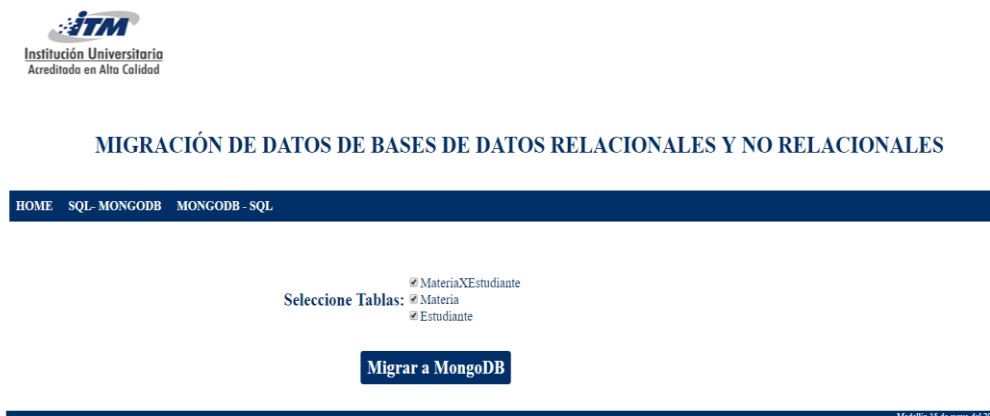 iTM
Institución Universitaria
Acreditada en Alta Calidad
MIGRACIÓN DE DATOS DE BASES DE DATOS RELACIONALES Y NO RELACIONALES
HOME SQL- MONGODB MONGODB - SQL
Seleccione Tablas:
MateriaXEstudiante
Materia
Estudiante
Migrar a MongoDB